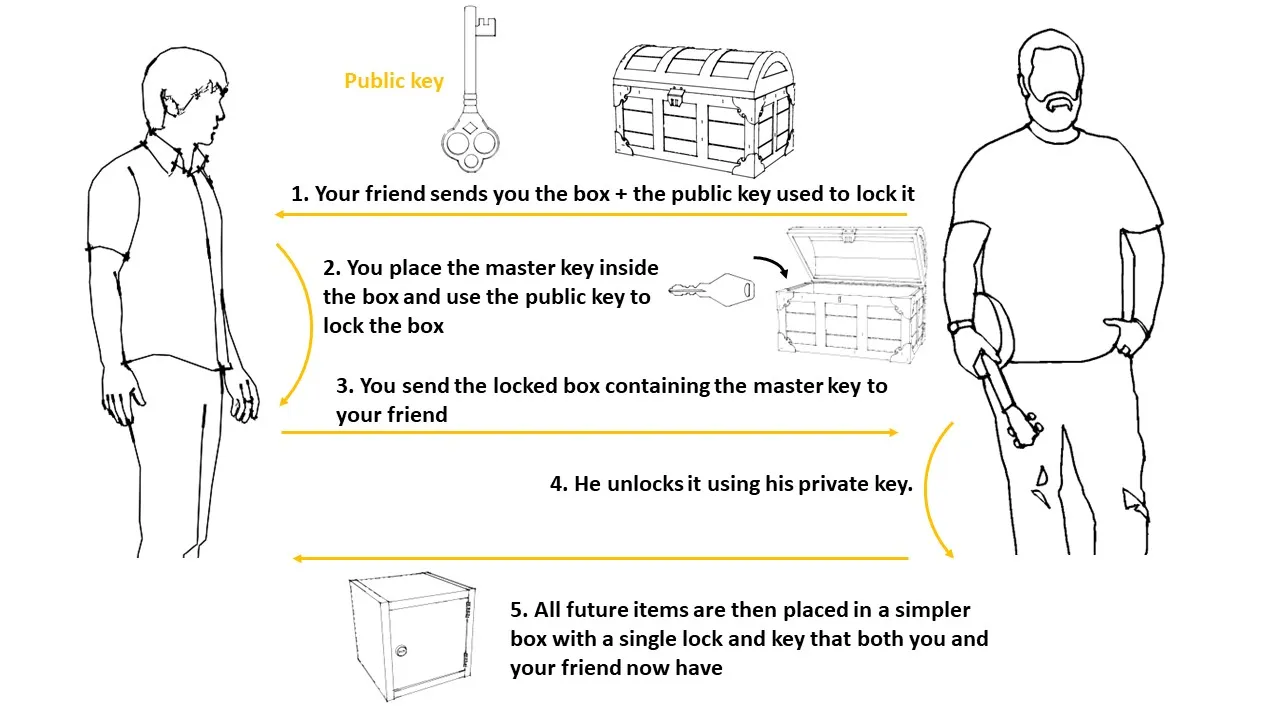 Public key
1. Your friend sends you the box + the public key used to lock it
2. You place the master key inside
the box and use the public key to
lock the box
3. You send the locked box containing the master key to
your friend
4. He unlocks it using his private key.
5. All future items are then placed in a simpler
box with a single lock and key that both you and
your friend now have